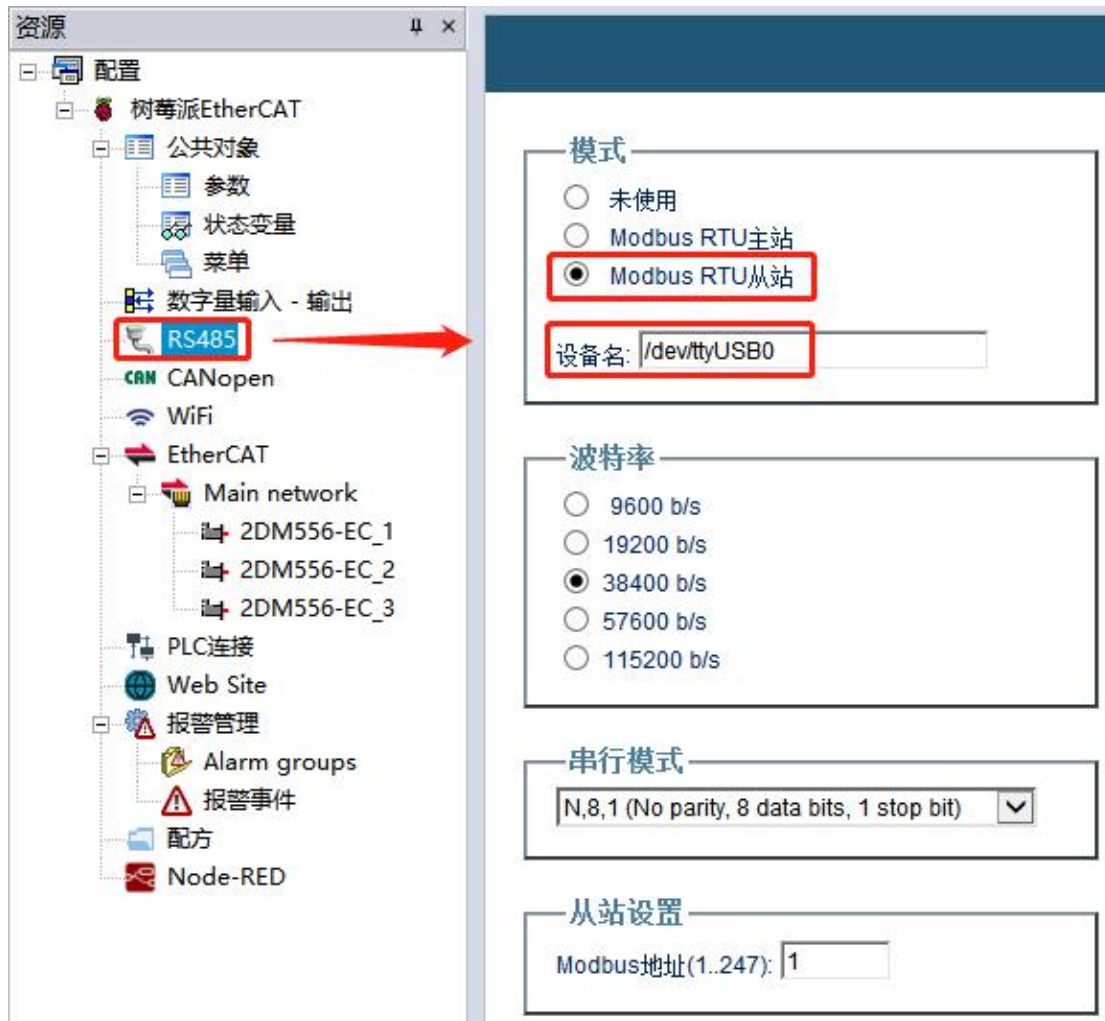 资源
配置
树莓派EtherCAT
公共对象
参数
状态变量
菜单
数字量输入 - 输出
RS485
CAN CANopen
WiFi
EtherCAT
Main network
2DM556-EC_1
2DM556-EC_2
2DM556-EC_3
PLC连接
Web Site
报警管理
Alarm groups
报警事件
配方
Node-RED
模式
未使用
Modbus RTU主站
Modbus RTU从站
设备名: /dev/ttyUSB0
波特率
9600 b/s
19200 b/s
38400 b/s
57600 b/s
115200 b/s
串行模式
N,8,1 (No parity, 8 data bits, 1 stop bit)
从站设置
Modbus地址(1..247): 1